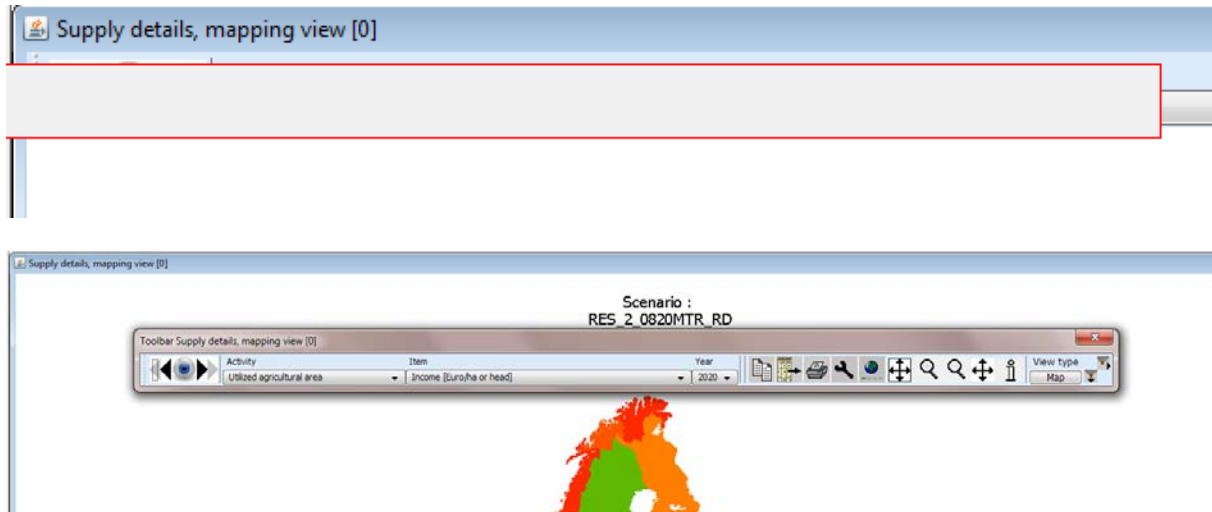 Supply details, mapping view [0]
Supply details, mapping view [0]
Scenario :
RES_2_0820MTR_RD
Toolbar Supply details, mapping view [0]
Activity Item Year View type
Utilized agricultural area Income [Euro/ha or head] 2020 Map